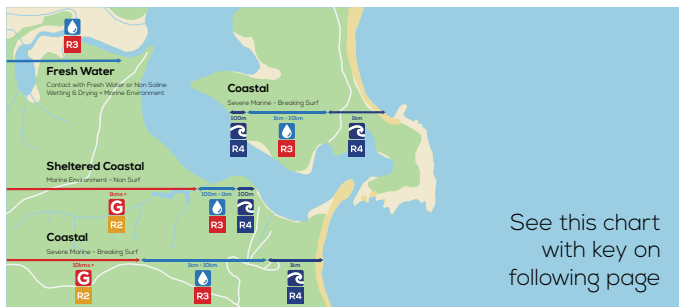 R3
Fresh Water
Contact with Fresh Water or Non Saline
Wetting & Drying = Marine Environment
Coastal
Severe Marine - Breaking Surf
100m
1km - 10km
1km
R4
R3
R4
Sheltered Coastal
Marine Environment - Non Surf
1kms +
100m - 1km
100m
G
R2
R3
R4
Coastal
Severe Marine - Breaking Surf
10kms +
1km - 10km
1km
G
R2
R3
R4
See this chart
with key on
following page